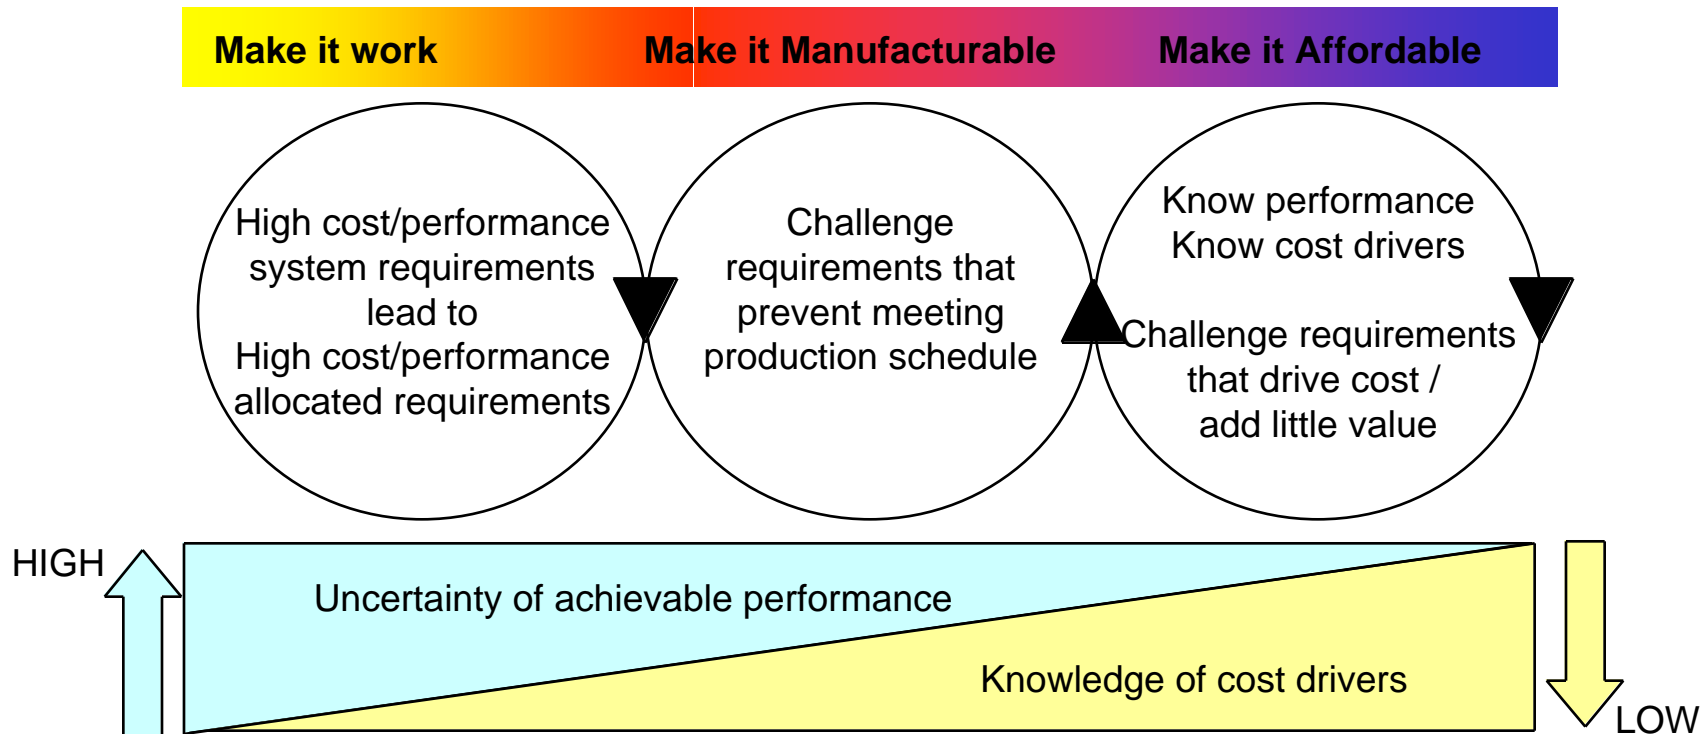 Make it work
Make it Manufacturable
Make it Affordable
High cost/performance
system requirements
lead to
High cost/performance
allocated requirements
Challenge
requirements that
prevent meeting
production schedule
Know performance
Know cost drivers
Challenge requirements
that drive cost /
add little value
HIGH
Uncertainty of achievable performance
Knowledge of cost drivers
LOW